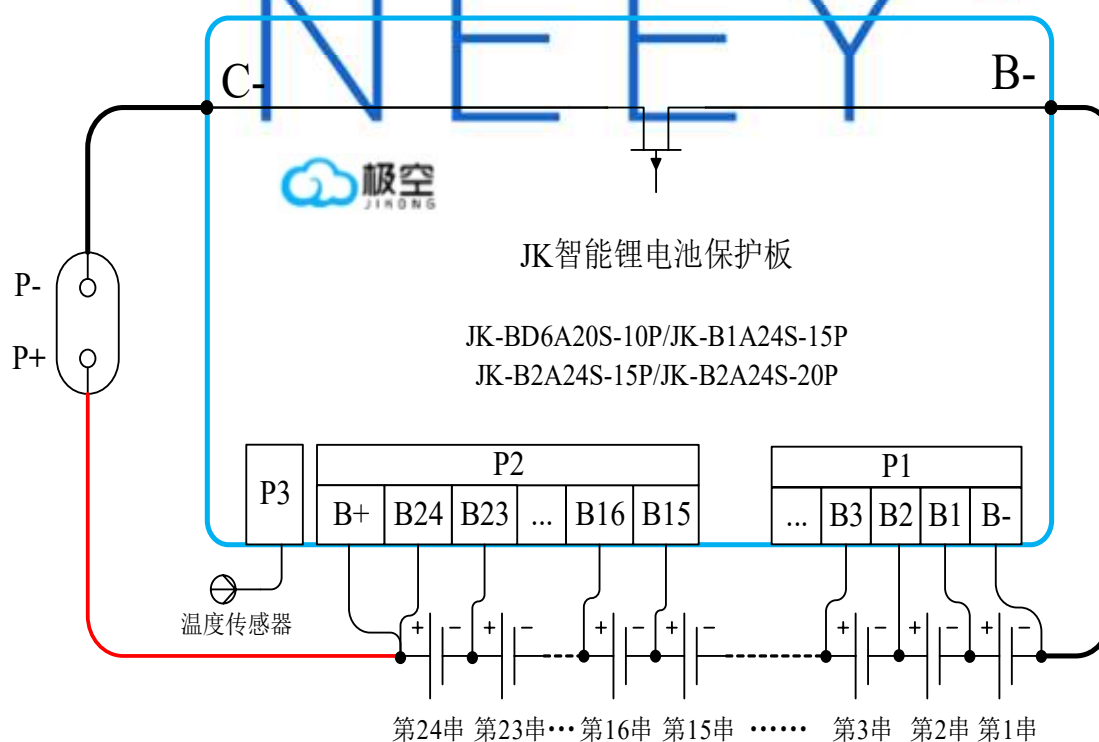 NEEY
C-
B-
极空
JIKONG
JK智能锂电池保护板
P-
P+
JK-BD6A20S-10P/JK-B1A24S-15P
JK-B2A24S-15P/JK-B2A24S-20P
P3
P2
B+ B24 B23 ... B16 B15
P1
... B3 B2 B1 B-
温度传感器
+ - + - + - + - + - + - + -
第24串 第23串··· 第16串 第15串 ······ 第3串 第2串 第1串